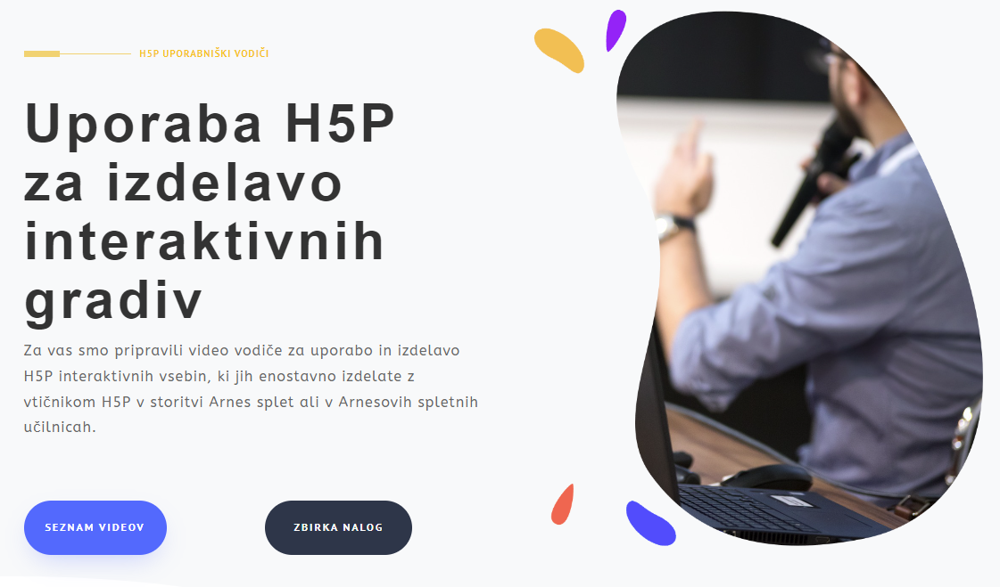 H5P UPORABNIŠKI VODIČI
Uporaba H5P
za izdelavo
interaktivnih
gradiv
Za vas smo pripravili video vodiče za uporabo in izdelavo
H5P interaktivnih vsebin, ki jih enostavno izdelate z
vtičnikom H5P v storitvi Arnes splet ali v Arnesovih spletnih
učilnicah.
SEZNAM VIDEOV
ZBIRKA NALOG